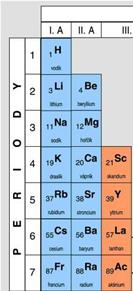 I. A II. A III.
PERIODY
1 1 H
vodík
2 3 Li 4 Be
lithium beryllium
3 11 Na 12 Mg
sodík hořčík
4 19 K 20 Ca 21 Sc
draslík vápník skandium
5 37 Rb 38 Sr 39 Y
rubidium stroncium yttrium
6 55 Cs 56 Ba 57 La
cesium baryum lanthan
7 87 Fr 88 Ra 89 Ac
francium radium aktinium